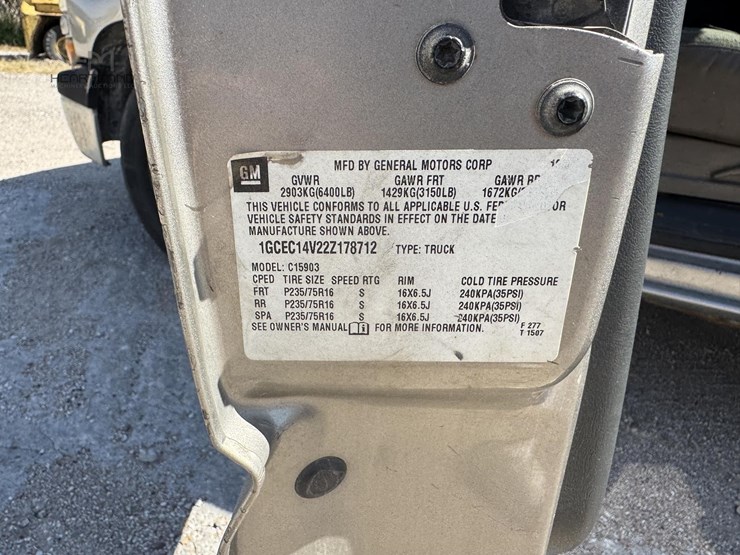 GM
MFD BY GENERAL MOTORS CORP
GVWR GAWR FRT GAWR RR
2903KG(6400LB) 1429KG(3150LB) 1672KG(
THIS VEHICLE CONFORMS TO ALL APPLICABLE U.S.
VEHICLE SAFETY STANDARDS IN EFFECT ON THE DATE
MANUFACTURE SHOWN ABOVE.
1GCEC14V22Z178712 TYPE: TRUCK
MODEL: C15903
CPED TIRE SIZE SPEED RTG RIM COLD TIRE PRESSURE
FRT P235/75R16 S 16X6.5J 240KPA(35PSI)
RR P235/75R16 S 16X6.5J 240KPA(35PSI)
SPA P235/75R16 S 16X6.5J 240KPA(35PSI)
SEE OWNER'S MANUAL FOR MORE INFORMATION.
F 277
T 1507